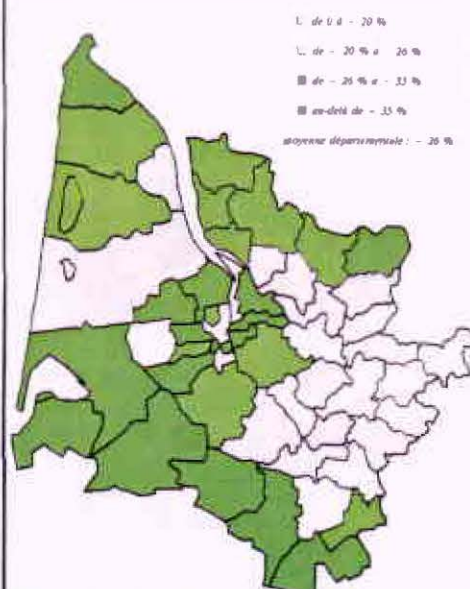 de 0 à - 20 %
de - 20 % à 26 %
de - 26 % à - 33 %
au-delà de - 33 %
moyenne départementale : - 26 %